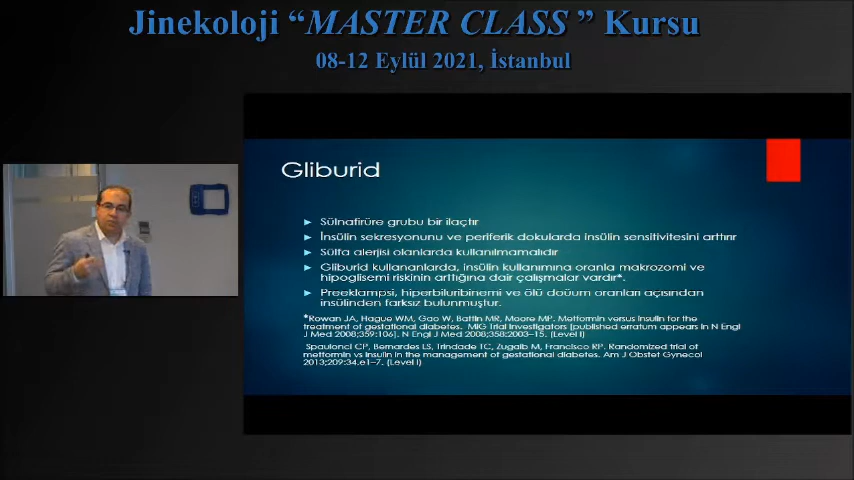 Jinekoloji “MASTER CLASS ” Kursu
08-12 Eylül 2021, İstanbul
Gliburid
► Sülnafirüre grubu bir ilaçtır
► İnsülin sekresyonunu ve periferik dokularda insülin sensitivitesini arttırır
► Sülfa alerjisi olanlarda kullanılmamalıdır
► Gliburid kullananlarda, insülin kullanımına oranla makrozomi ve
hipoglisemi riskinin arttığına dair çalışmalar vardır*.
► Preeklampsi, hiperbiluribinemi ve ölü doğum oranları açısından
insülinden farksız bulunmuştur.
*Rowan JA, Hague WM, Gao W, Battin MR, Moore MP. Metformin versus insulin for the
treatment of gestational diabetes. MiG Trial Investigators [published erratum appears in N Engl
J Med 2008;359:106]. N Engl J Med 2008;358:2003–15. (Level I)
Spaulonci CP, Bernardes LS, Trindade TC, Zugaib M, Francisco RP. Randomized trial of
metformin vs insulin in the management of gestational diabetes. Am J Obstet Gynecol
2013;209:34.e1–7. (Level I)